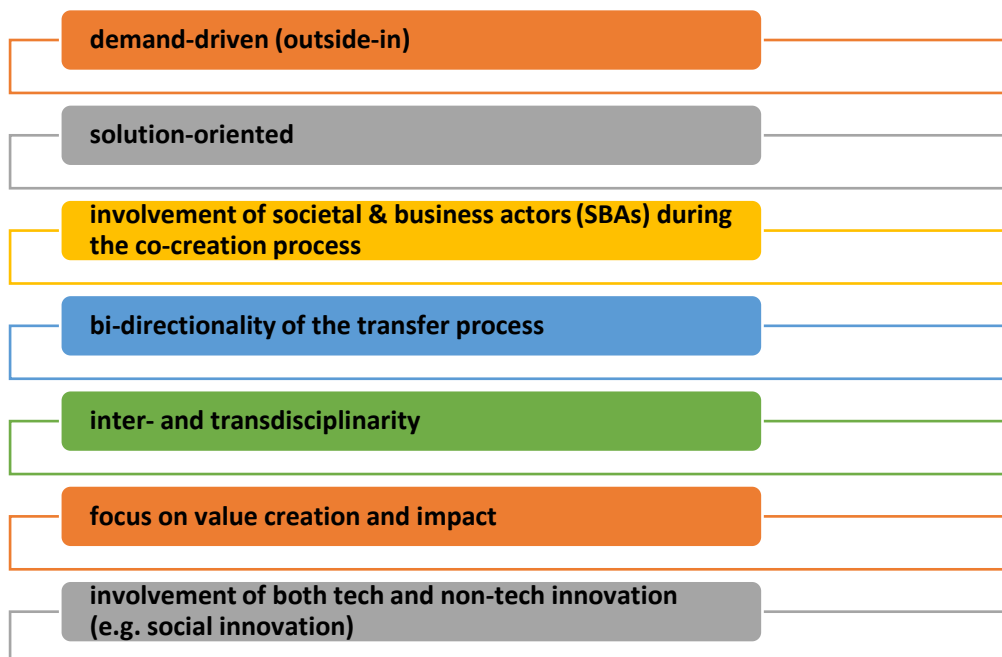 demand-driven (outside-in)
solution-oriented
involvement of societal & business actors (SBAs) during
the co-creation process
bi-directionality of the transfer process
inter- and transdisciplinarity
focus on value creation and impact
involvement of both tech and non-tech innovation
(e.g. social innovation)